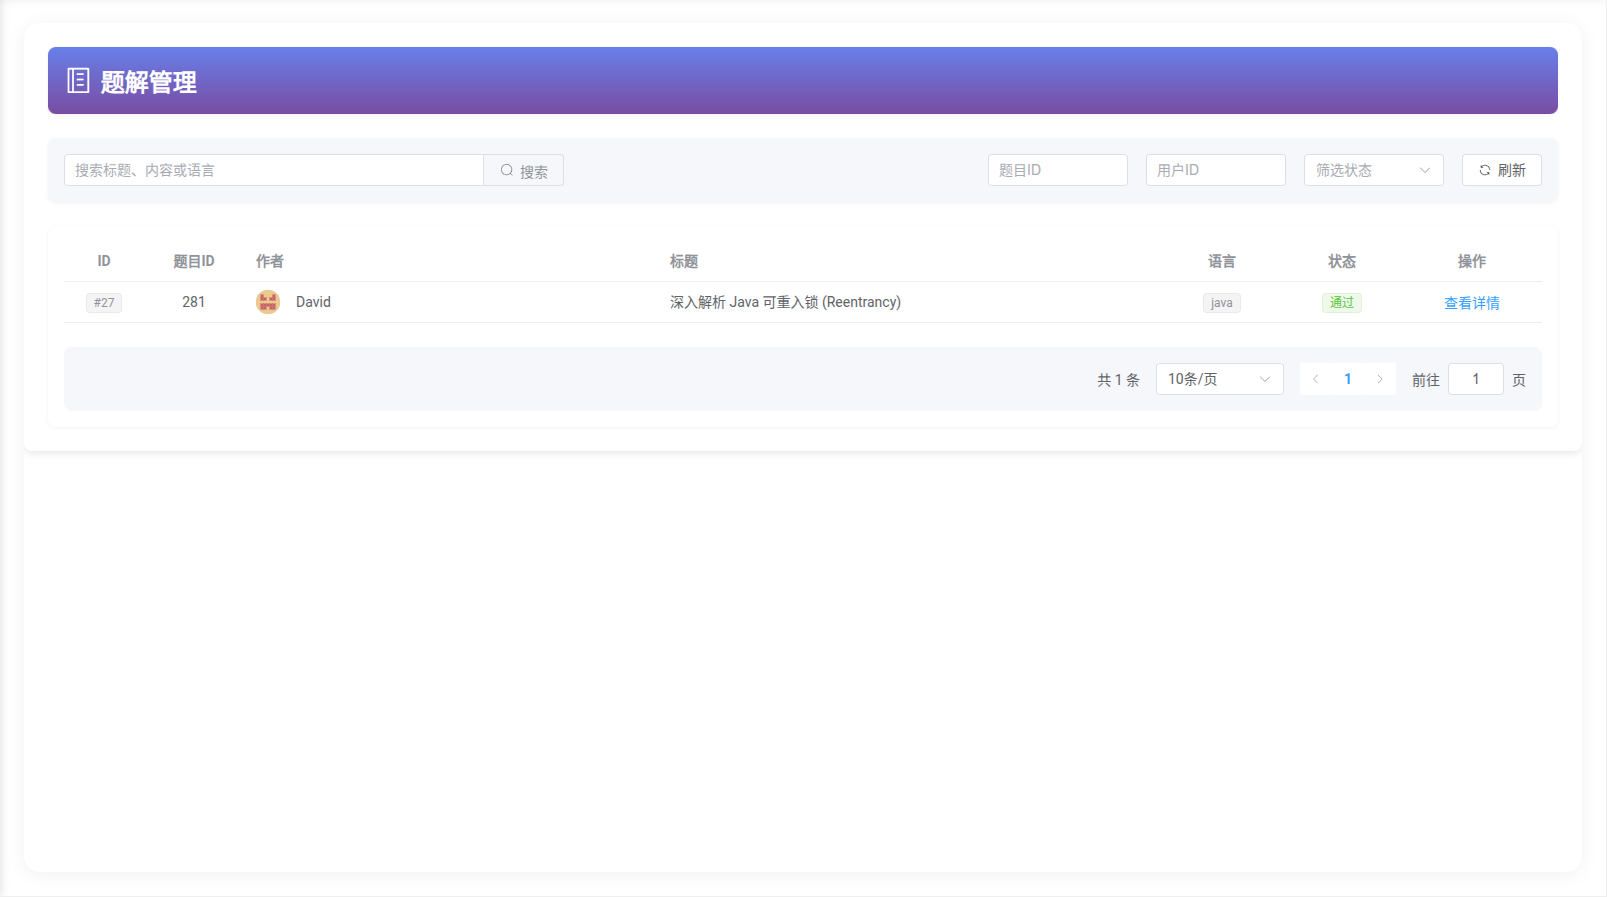 题解管理
搜索标题、内容或语言 搜索 题目ID 用户ID 筛选状态 刷新
ID 题目ID 作者 标题 语言 状态 操作
#27 281 David 深入解析 Java 可重入锁 (Reentrancy) java 通过 查看详情
共 1 条 10条/页 1 前往 1 页